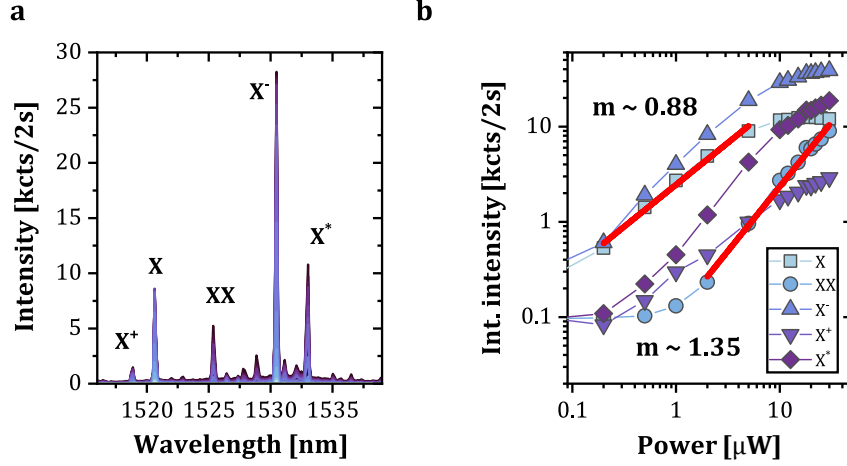 a
Intensity [kcts/2s]
30
25
20
15
10
5
0
X⁺
X
XX
X⁻
X*
1520
1525
1530
1535
Wavelength [nm]
b
Int. intensity [kcts/2s]
100
10
1
0.1
m ~ 0.88
m ~ 1.35
X
XX
X⁻
X⁺
X*
0.1
1
10
Power [µW]